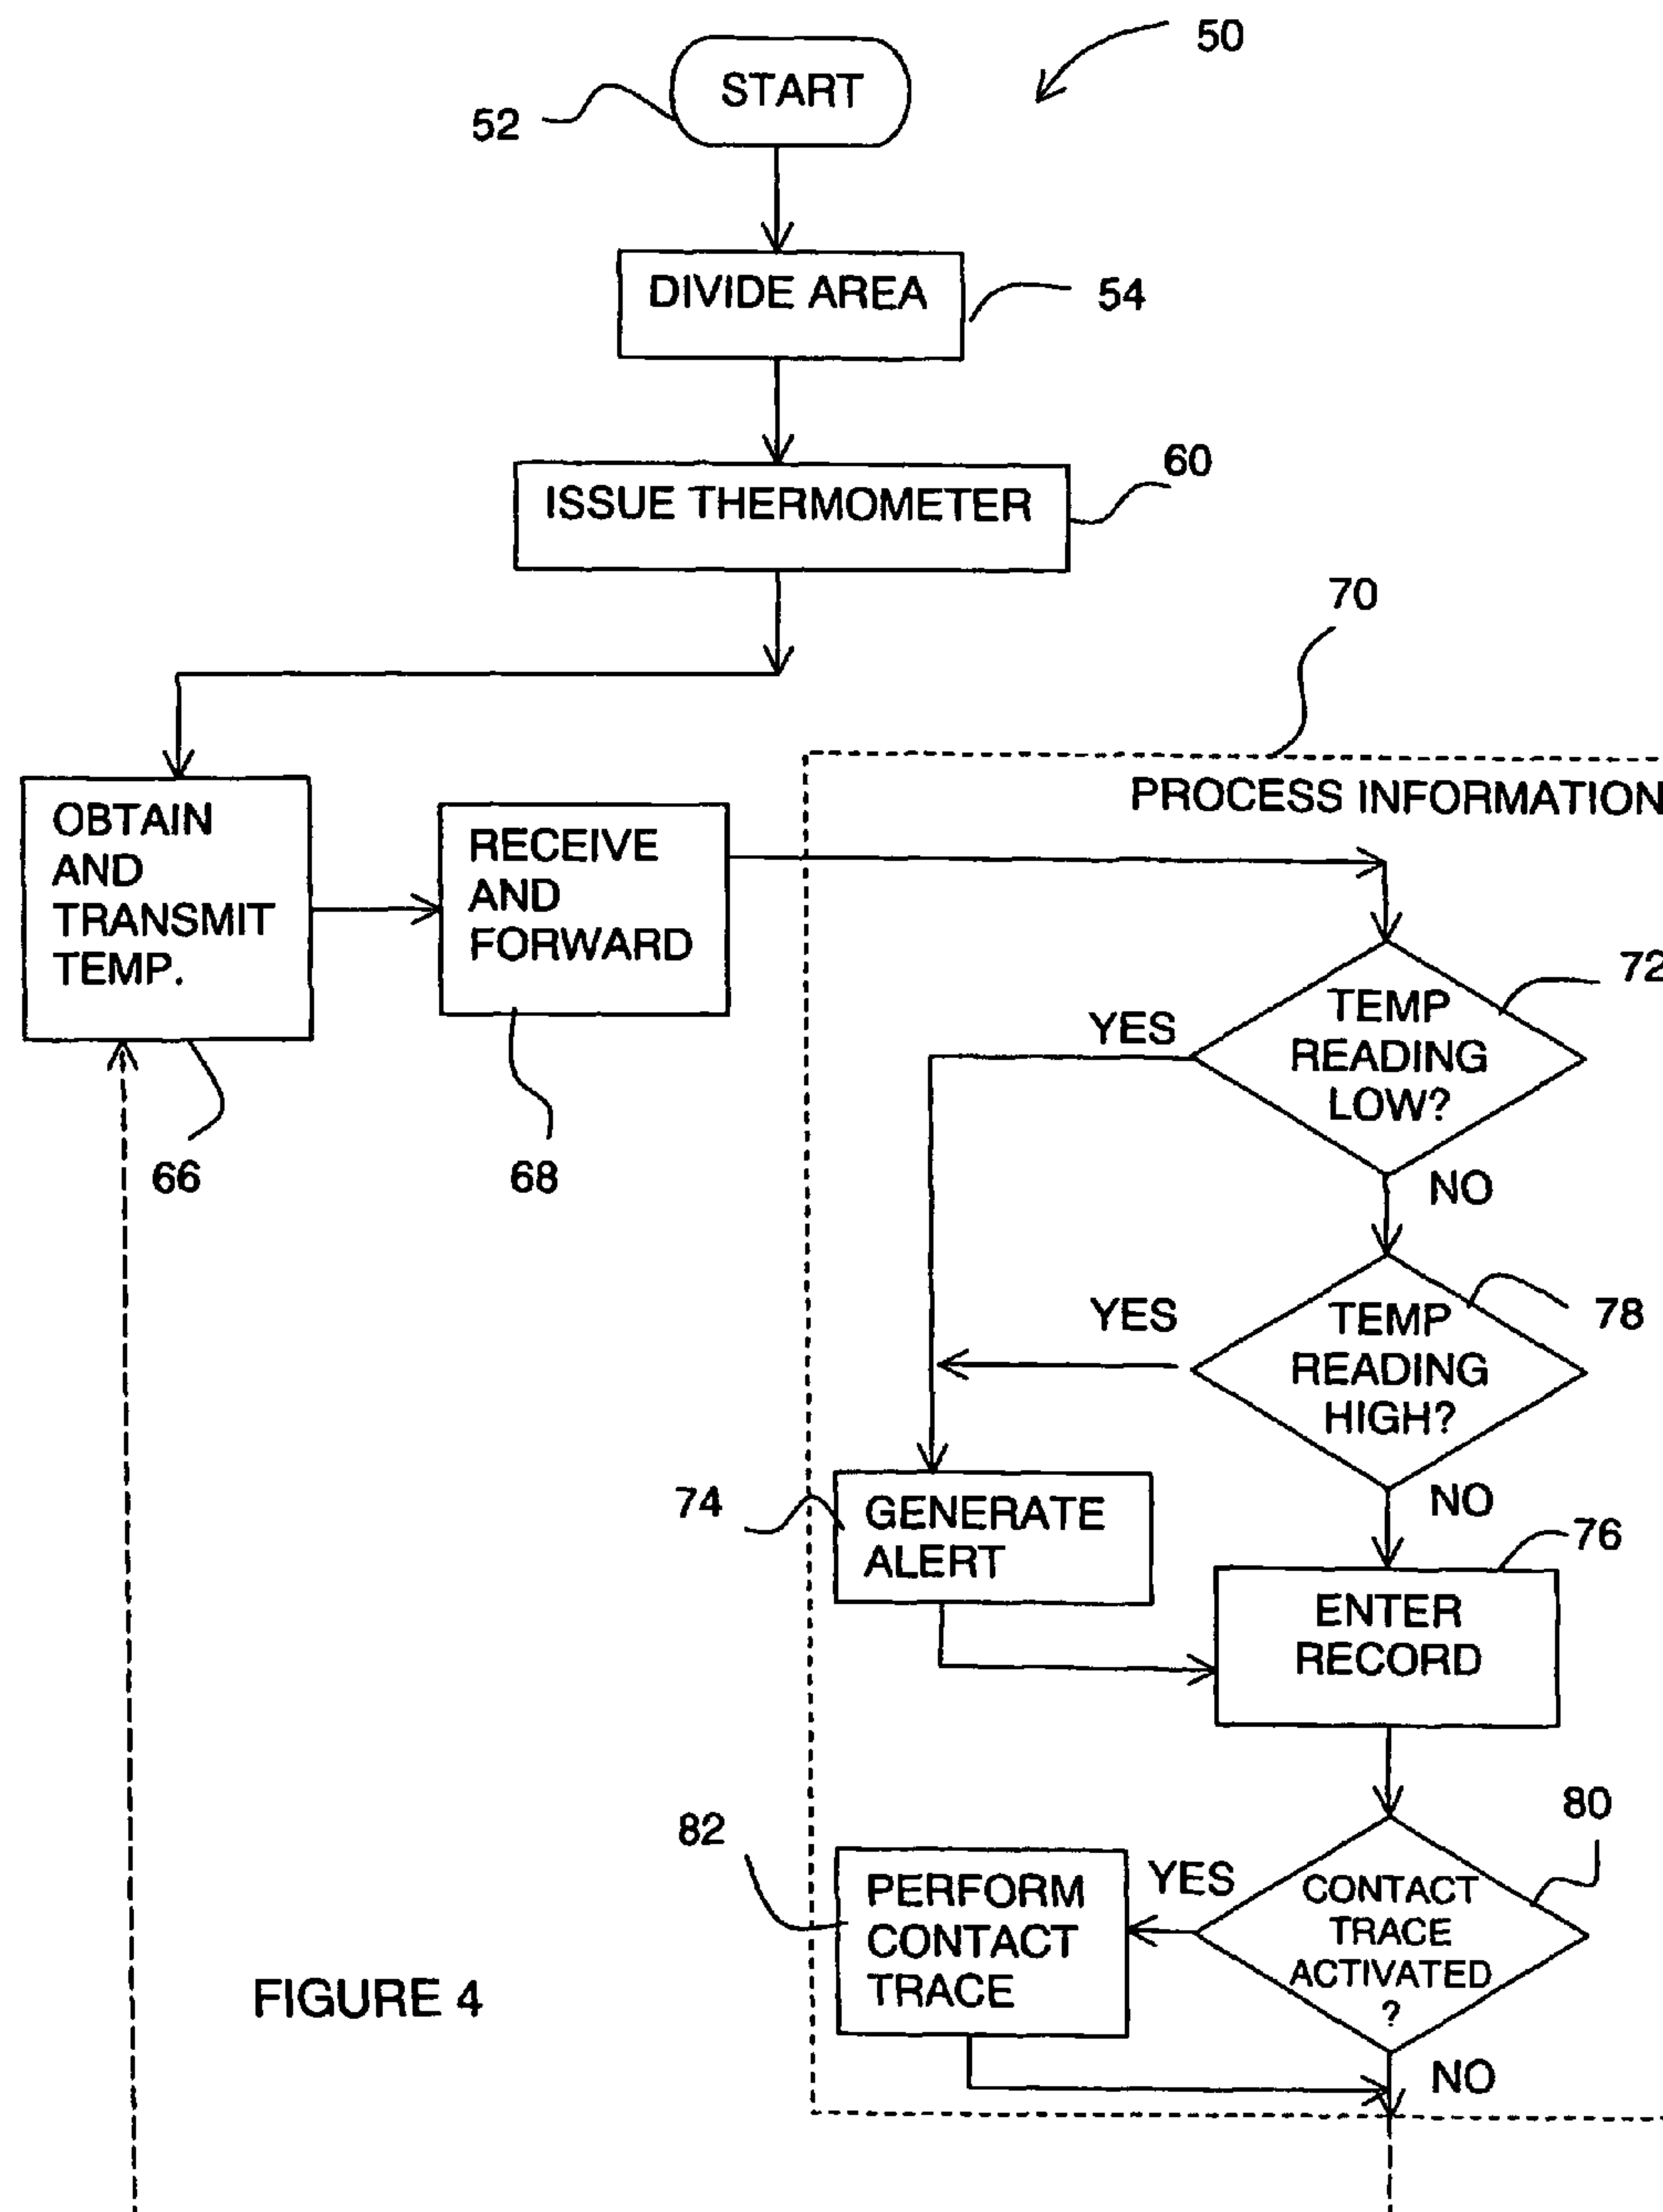 50
START
52
DIVIDE AREA
54
60
ISSUE THERMOMETER
70
PROCESS INFORMATION
OBTAIN
AND
TRANSMIT
TEMP.
RECEIVE
AND
FORWARD
66
68
72
TEMP
READING
LOW?
YES
NO
78
TEMP
READING
HIGH?
YES
NO
74
GENERATE
ALERT
76
ENTER
RECORD
80
82
PERFORM
CONTACT
TRACE
YES
CONTACT
TRACE
ACTIVATED
?
NO
FIGURE 4